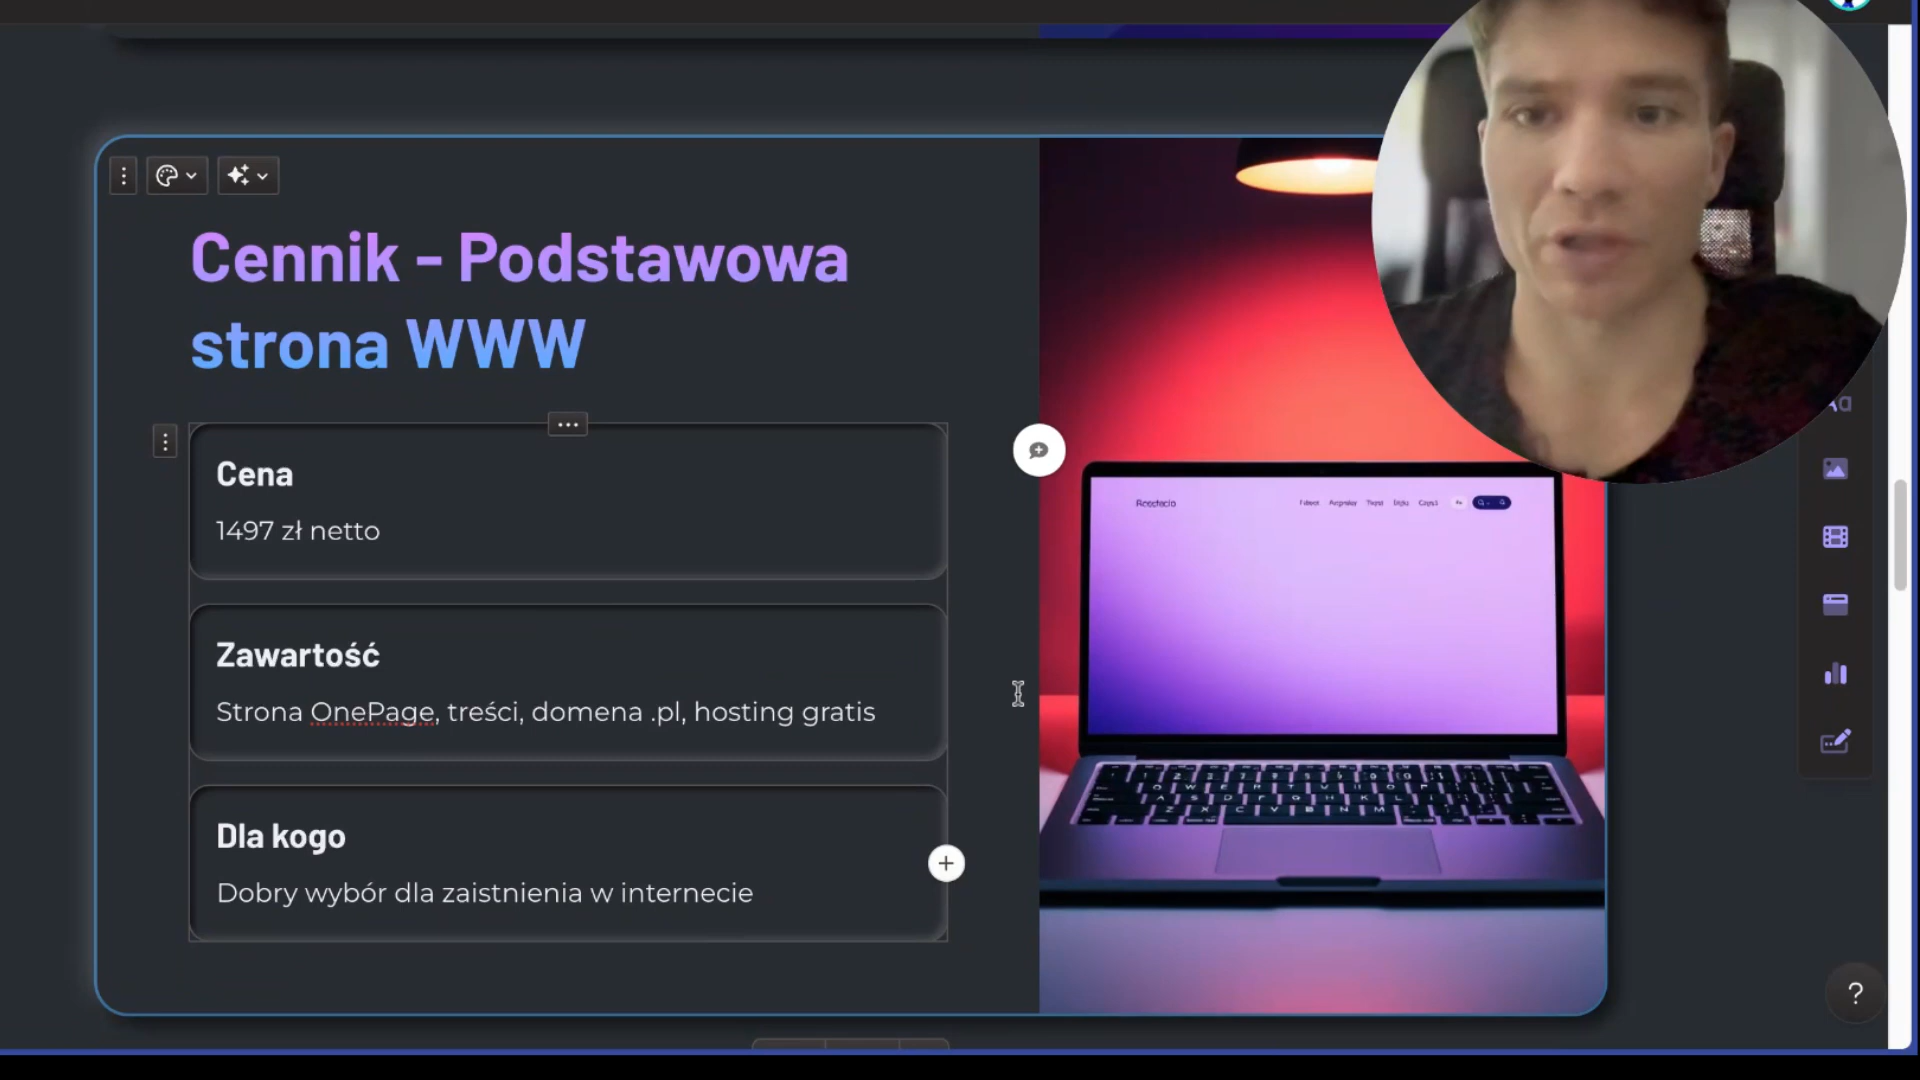 Cennik - Podstawowa
strona WWW
Cena
1497 zł netto
Zawartość
Strona OnePage, treści, domena .pl, hosting gratis
Dla kogo
Dobry wybór dla zaistnienia w internecie
?